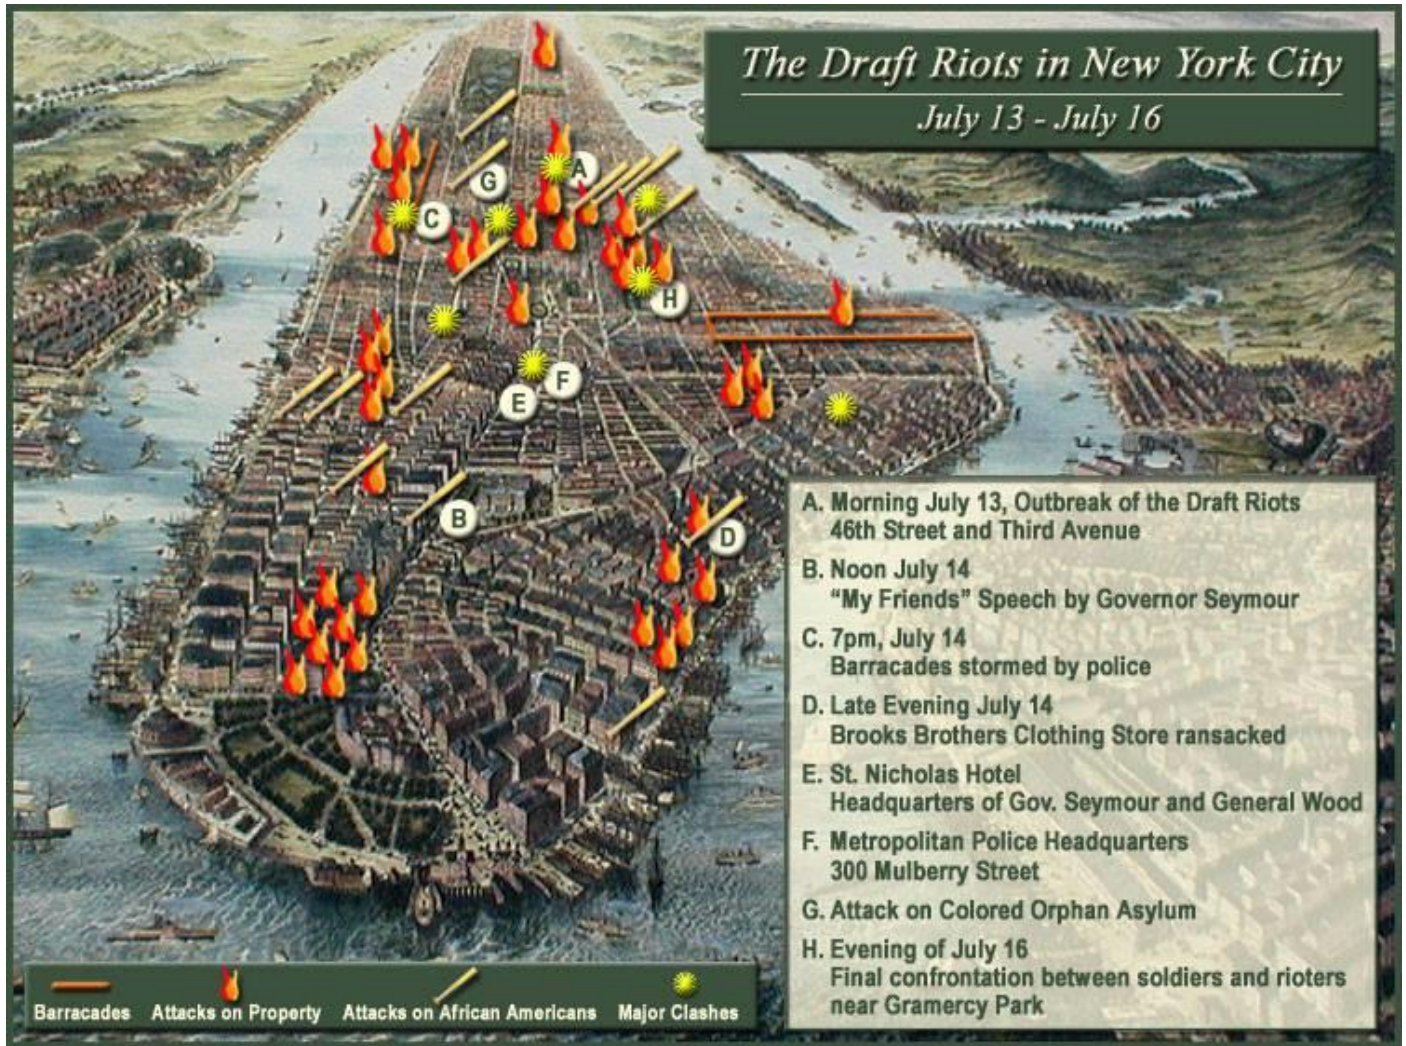 The Draft Riots in New York City
July 13 - July 16
A
G
C
H
F
E
B
D
A. Morning July 13, Outbreak of the Draft Riots
46th Street and Third Avenue
B. Noon July 14
“My Friends” Speech by Governor Seymour
C. 7pm, July 14
Barracades stormed by police
D. Late Evening July 14
Brooks Brothers Clothing Store ransacked
E. St. Nicholas Hotel
Headquarters of Gov. Seymour and General Wood
F. Metropolitan Police Headquarters
300 Mulberry Street
G. Attack on Colored Orphan Asylum
H. Evening of July 16
Final confrontation between soldiers and rioters
near Gramercy Park
Barracades Attacks on Property Attacks on African Americans Major Clashes